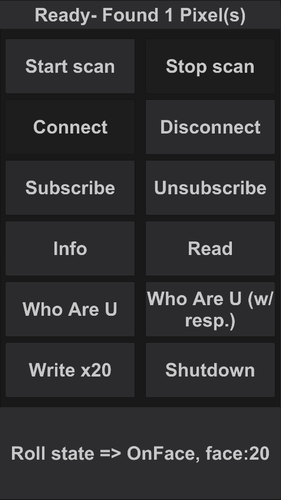 Ready- Found 1 Pixel(s)
Start scan
Stop scan
Connect
Disconnect
Subscribe
Unsubscribe
Info
Read
Who Are U
Who Are U (w/
resp.)
Write x20
Shutdown
Roll state => OnFace, face:20